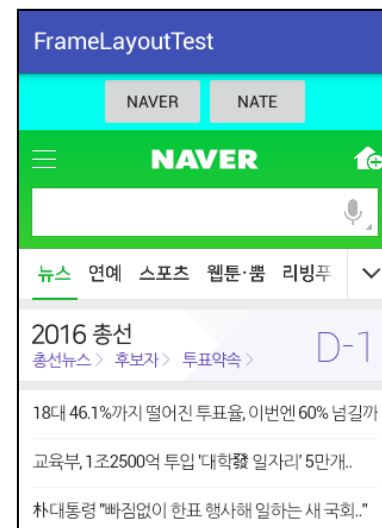 FrameLayoutTest
NAVER NATE
NAVER
뉴스 연예 스포츠 웹툰·뿜 리빙푸
2016 총선
총선뉴스 > 후보자 > 투표약속 >
D-1
18대 46.1%까지 떨어진 투표율, 이번엔 60% 넘길까
교육부, 1조2500억 투입 '대학發 일자리' 5만개..
朴대통령 "빠짐없이 한표 행사해 일하는 새 국회.."